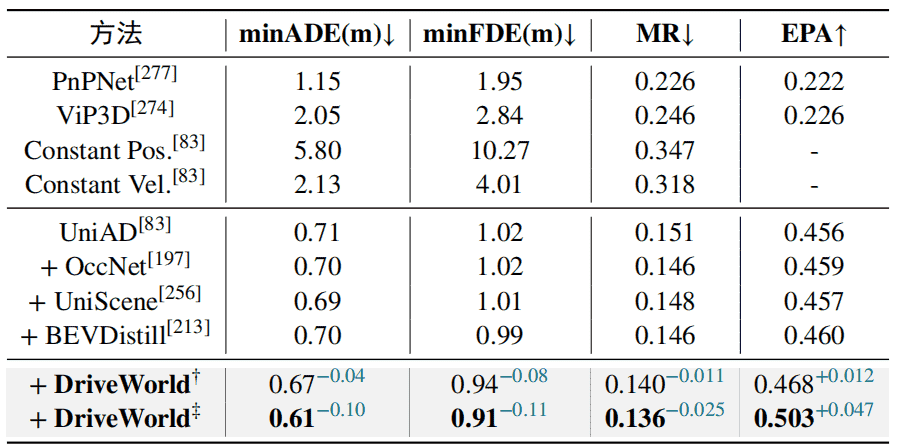 方法 minADE(m)↓ minFDE(m)↓ MR↓ EPA↑
PnPNet[277] 1.15 1.95 0.226 0.222
ViP3D[274] 2.05 2.84 0.246 0.226
Constant Pos.[83] 5.80 10.27 0.347 -
Constant Vel.[83] 2.13 4.01 0.318 -
UniAD[83] 0.71 1.02 0.151 0.456
+ OccNet[197] 0.70 1.02 0.146 0.459
+ UniScene[256] 0.69 1.01 0.148 0.457
+ BEVDistill[213] 0.70 0.99 0.146 0.460
+ DriveWorld† 0.67−0.04 0.94−0.08 0.140−0.011 0.468+0.012
+ DriveWorld‡ 0.61−0.10 0.91−0.11 0.136−0.025 0.503+0.047